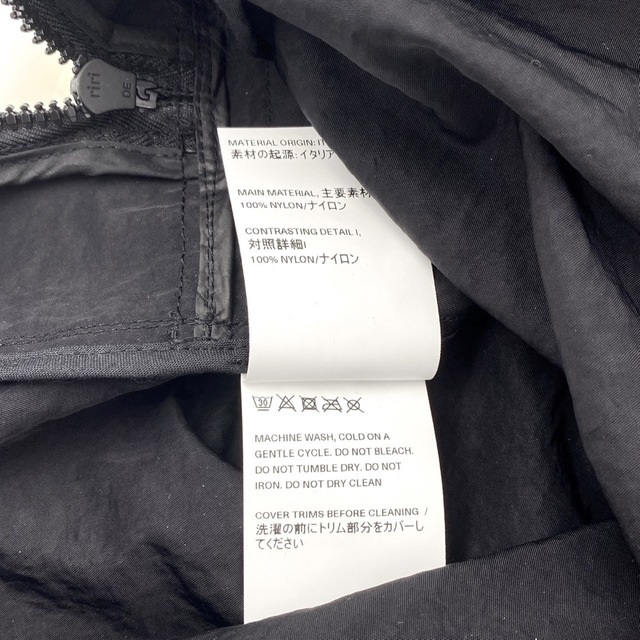 riri
DE
MATERIAL ORIGIN: IT
素材の起源: イタリア
MAIN MATERIAL, 主要素材
100% NYLON/ナイロン
CONTRASTING DETAIL I,
対照詳細I
100% NYLON/ナイロン
30
MACHINE WASH, COLD ON A
GENTLE CYCLE. DO NOT BLEACH.
DO NOT TUMBLE DRY. DO NOT
IRON. DO NOT DRY CLEAN
COVER TRIMS BEFORE CLEANING /
洗濯の前にトリム部分をカバーし
てください